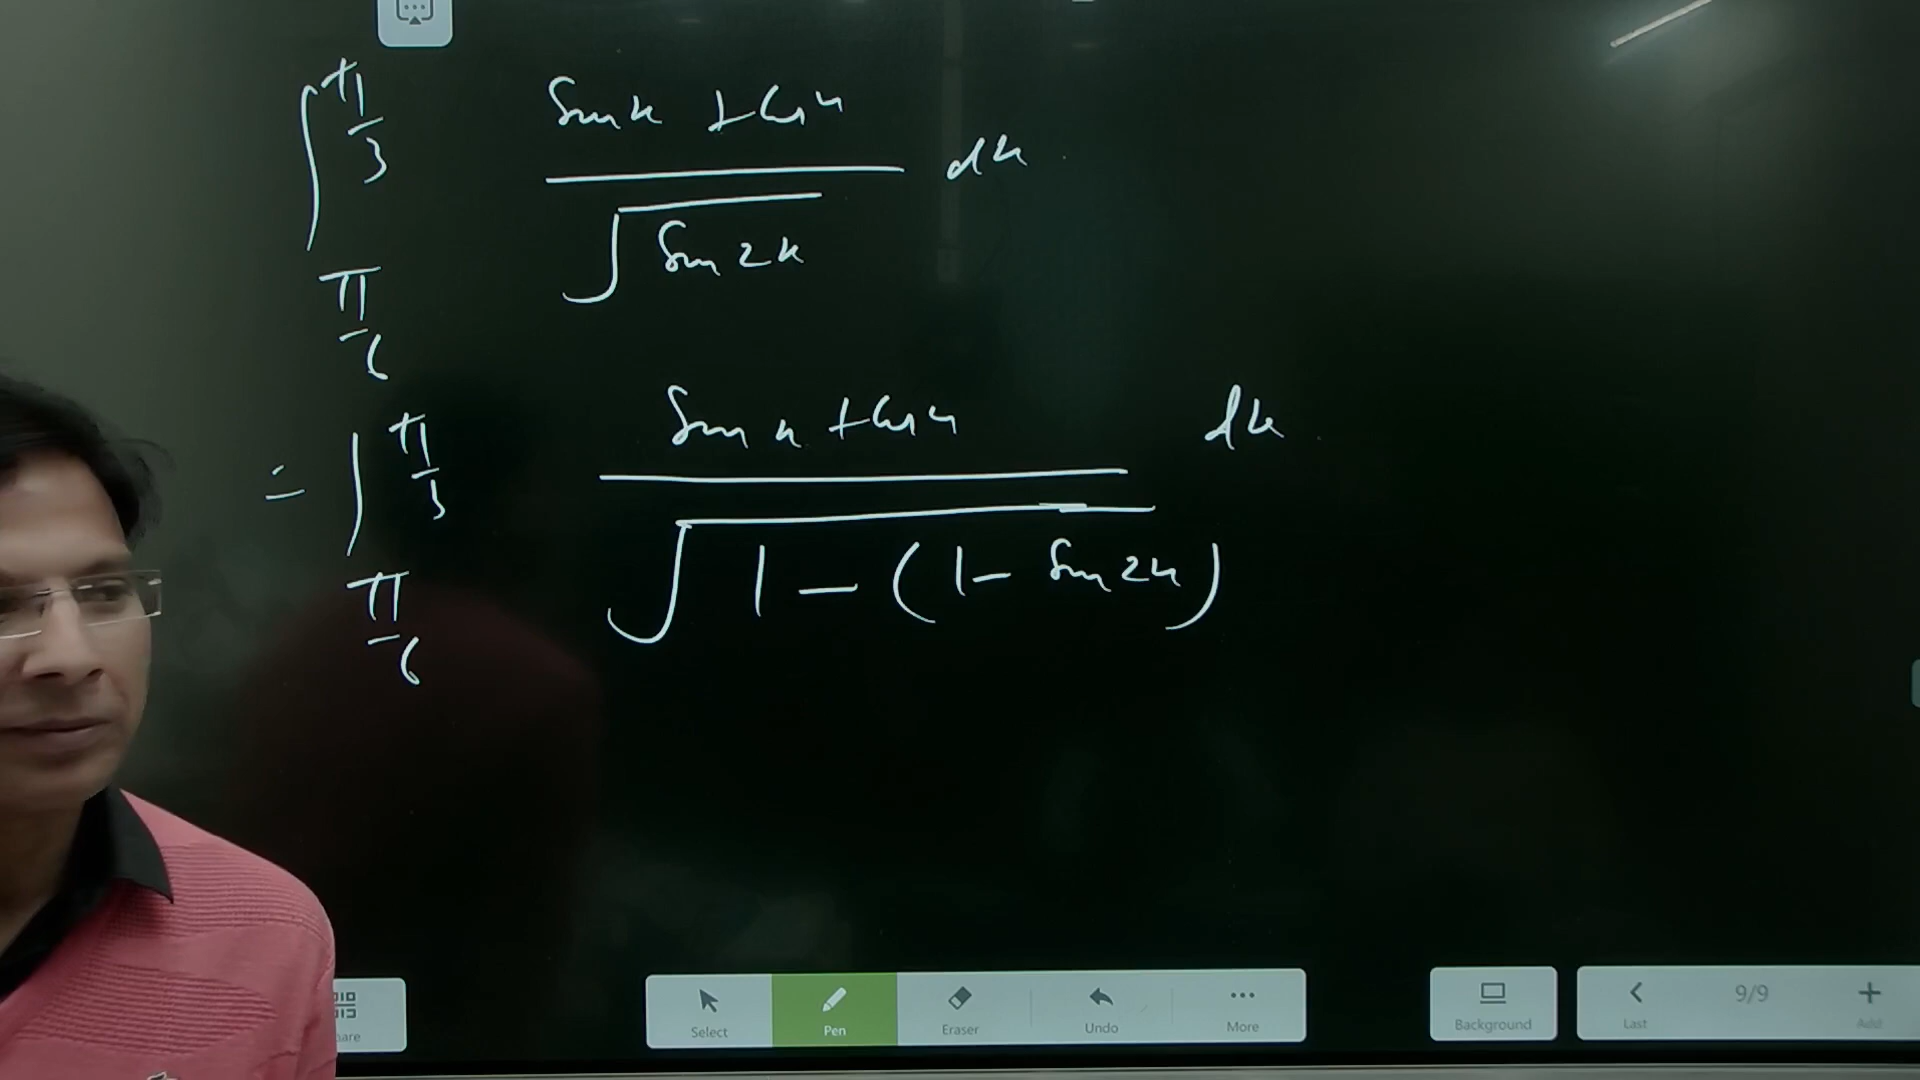 ∫ π/3 π/6 sin x + cos x / √ sin 2x dx
= ∫ π/3 π/6 sin x + cos x / √ 1 - (1 - sin 2x) dx
Select Pen Eraser Undo More Background Last 9/9 Add